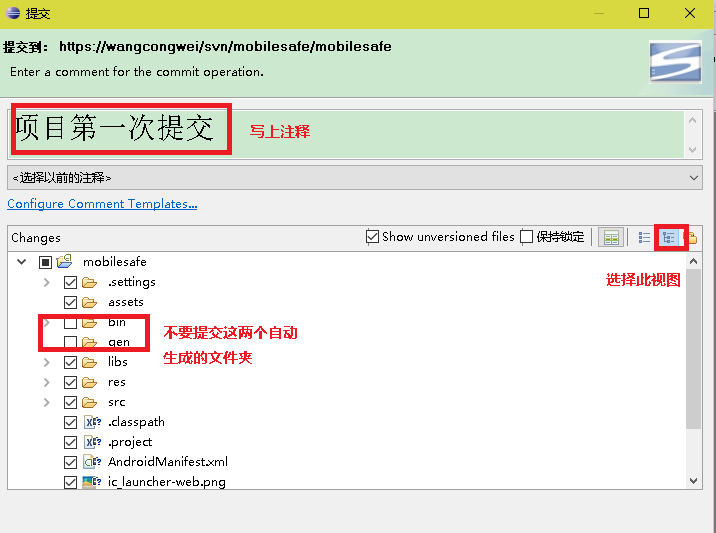 提交
提交到： https://wangcongwei/svn/mobilesafe/mobilesafe
Enter a comment for the commit operation.
项目第一次提交
写上注释
<选择以前的注释>
Configure Comment Templates...
Changes
Show unversioned files
保持锁定
mobilesafe
选择此视图
.settings
assets
bin
不要提交这两个自动
gen
生成的文件夹
libs
res
src
.classpath
.project
AndroidManifest.xml
ic_launcher-web.png